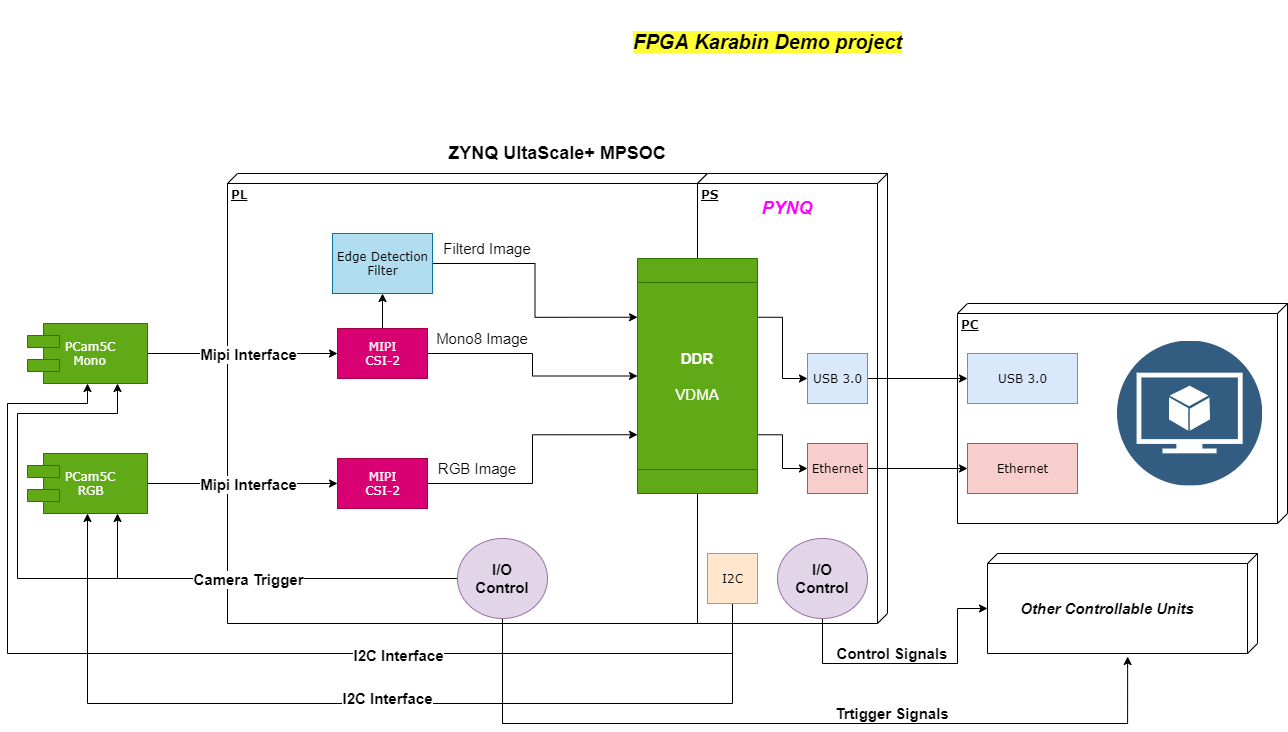 FPGA Karabin Demo project
ZYNQ UltaScale+ MPSOC
PL
PS
PYNQ
Edge Detection
Filter
Filterd Image
PC
PCam5C
Mono
Mipi Interface
MIPI
CSI-2
Mono8 Image
DDR
VDMA
USB 3.0
USB 3.0
PCam5C
RGB
Mipi Interface
MIPI
CSI-2
RGB Image
Ethernet
Ethernet
Camera Trigger
I/O
Control
I2C
I/O
Control
Other Controllable Units
I2C Interface
Control Signals
I2C Interface
Trtigger Signals